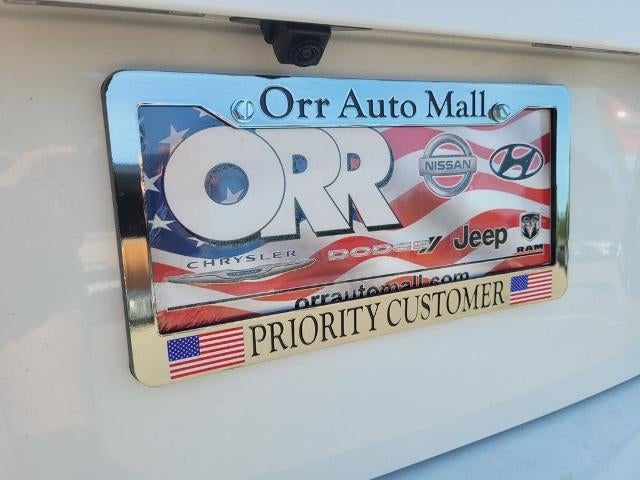 Orr Auto Mall
ORR
NISSAN
CHRYSLER
DODGE
Jeep
RAM
orrautomall.com
PRIORITY CUSTOMER